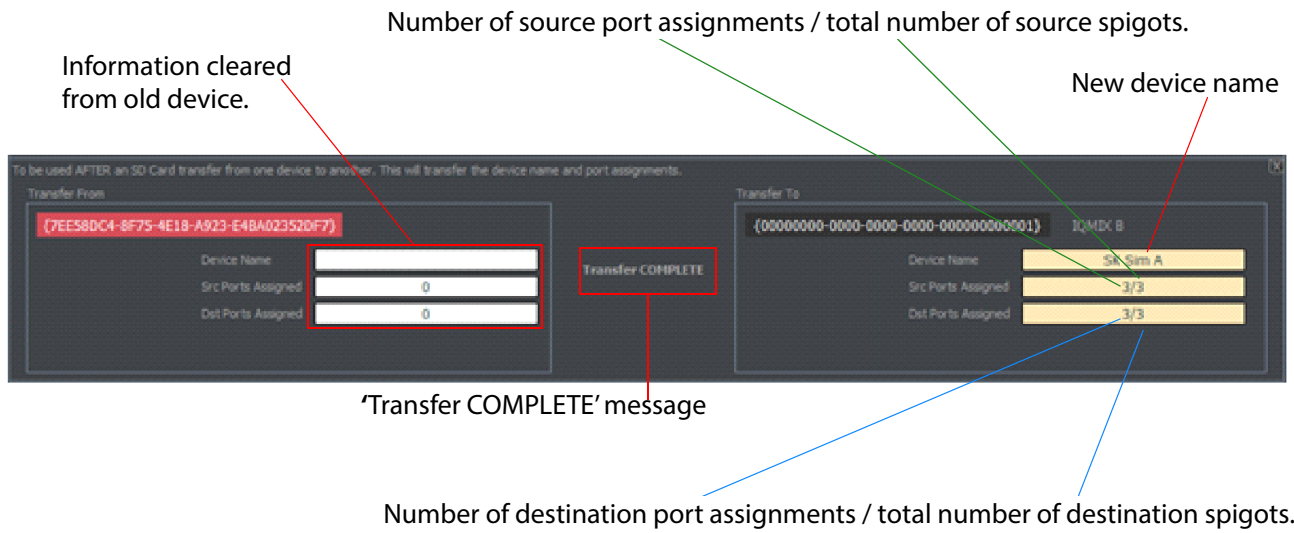 Number of source port assignments / total number of source spigots.
Information cleared
from old device.
New device name
To be used AFTER an SD Card transfer from one device to another. This will transfer the device name and port assignments.
Transfer From
Transfer To
{7EE58DC4-8F75-4E18-A923-E4BA02352DF7}
{00000000-0000-0000-0000-000000000001}
IQMIX B
Device Name
Transfer COMPLETE
Device Name
SK Sim A
Src Ports Assigned
0
Src Ports Assigned
3/3
Dst Ports Assigned
0
Dst Ports Assigned
3/3
‘Transfer COMPLETE’ message
Number of destination port assignments / total number of destination spigots.